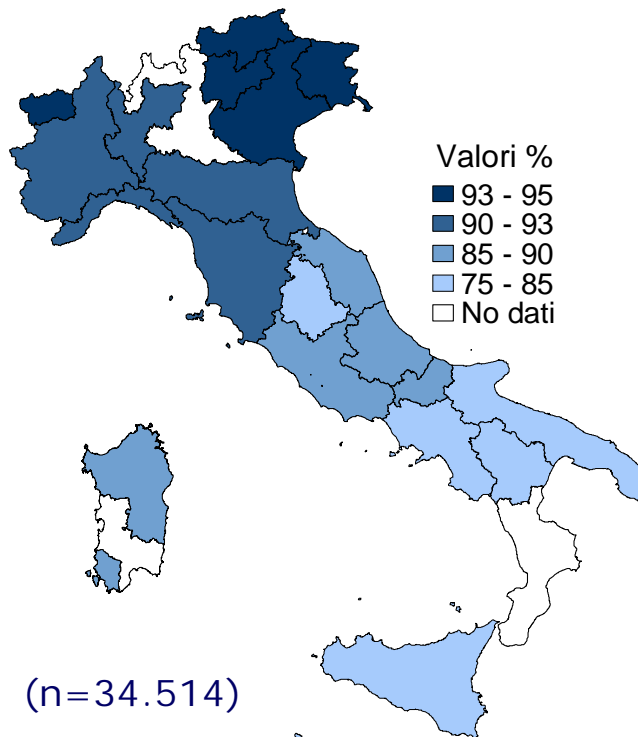 Valori %
93 - 95
90 - 93
85 - 90
75 - 85
No dati
(n=34.514)